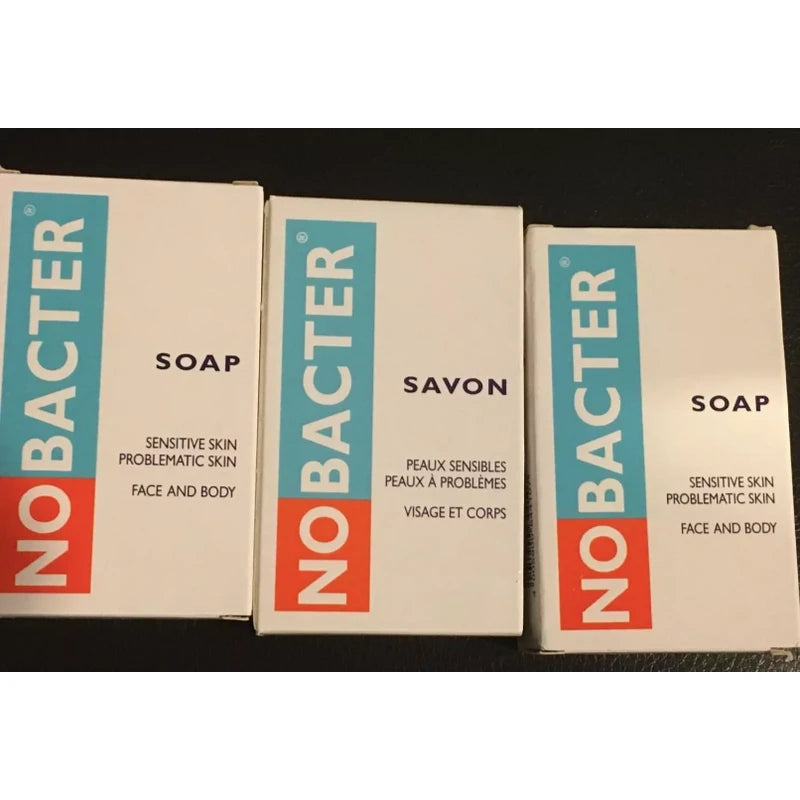 NOBACTER®
SOAP
SENSITIVE SKIN
PROBLEMATIC SKIN
FACE AND BODY
NOBACTER®
SAVON
PEAUX SENSIBLES
PEAUX À PROBLÈMES
VISAGE ET CORPS
NOBACTER®
SOAP
SENSITIVE SKIN
PROBLEMATIC SKIN
FACE AND BODY